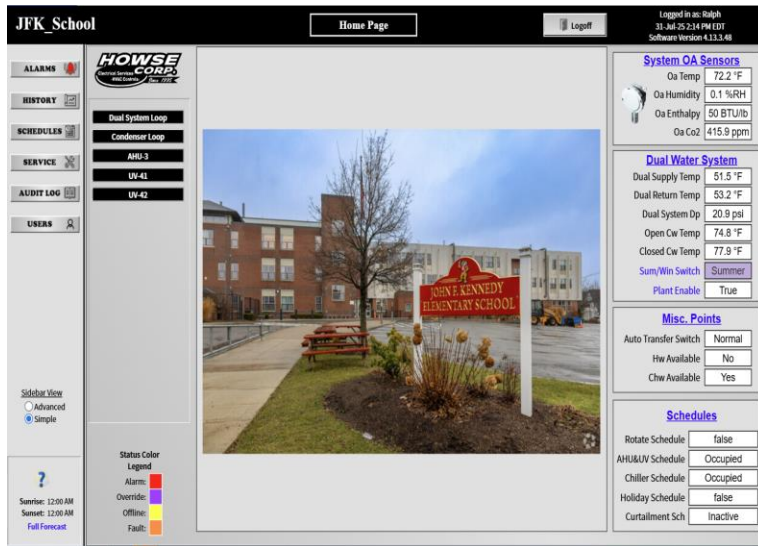 JFK_School
Home Page
Logoff
Logged in as: Ralph
31-Jul-25 2:14 PM EDT
Software Version 4.13.3.48
ALARMS
HISTORY
SCHEDULES
SERVICE
AUDIT LOG
USERS
Sidebar View
Advanced
Simple
?
Sunrise: 12:00 AM
Sunset: 12:00 AM
Full Forecast
HOWSE
CORP.
Electrical Services
HVAC Controls
Since 1975
Dual System Loop
Condenser Loop
AHU-3
UV-41
UV-42
Status Color
Legend
Alarm:
Override:
Offline:
Fault:
JOHN F. KENNEDY
ELEMENTARY SCHOOL
System OA Sensors
Oa Temp 72.2 °F
Oa Humidity 0.1 %RH
Oa Enthalpy 50 BTU/lb
Oa Co2 415.9 ppm
Dual Water System
Dual Supply Temp 51.5 °F
Dual Return Temp 53.2 °F
Dual System Dp 20.9 psi
Open Cw Temp 74.8 °F
Closed Cw Temp 77.9 °F
Sum/Win Switch Summer
Plant Enable True
Misc. Points
Auto Transfer Switch Normal
Hw Available No
Chw Available Yes
Schedules
Rotate Schedule false
AHU&UV Schedule Occupied
Chiller Schedule Occupied
Holiday Schedule false
Curtailment Sch Inactive